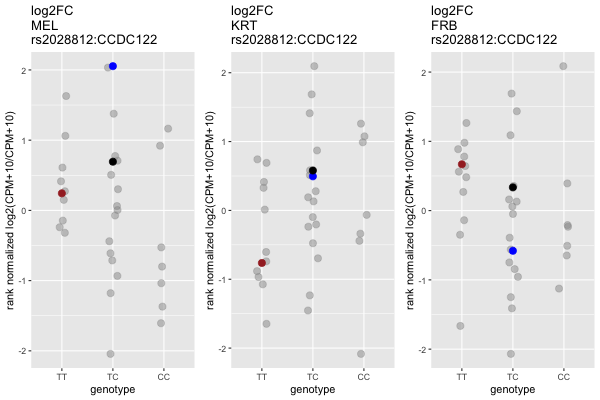 log2FC
MEL
rs2028812:CCDC122
rank normalized log2(CPM+10/CPM+10)
2
1
0
-1
-2
TT
TC
CC
genotype
log2FC
KRT
rs2028812:CCDC122
rank normalized log2(CPM+10/CPM+10)
2
1
0
-1
-2
TT
TC
CC
genotype
log2FC
FRB
rs2028812:CCDC122
rank normalized log2(CPM+10/CPM+10)
2
1
0
-1
-2
TT
TC
CC
genotype